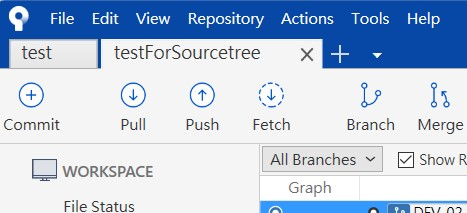 File Edit View Repository Actions Tools Help
test testForSourcetree
Commit Pull Push Fetch Branch Merge
WORKSPACE All Branches Show R
File Status Graph
DEV_02